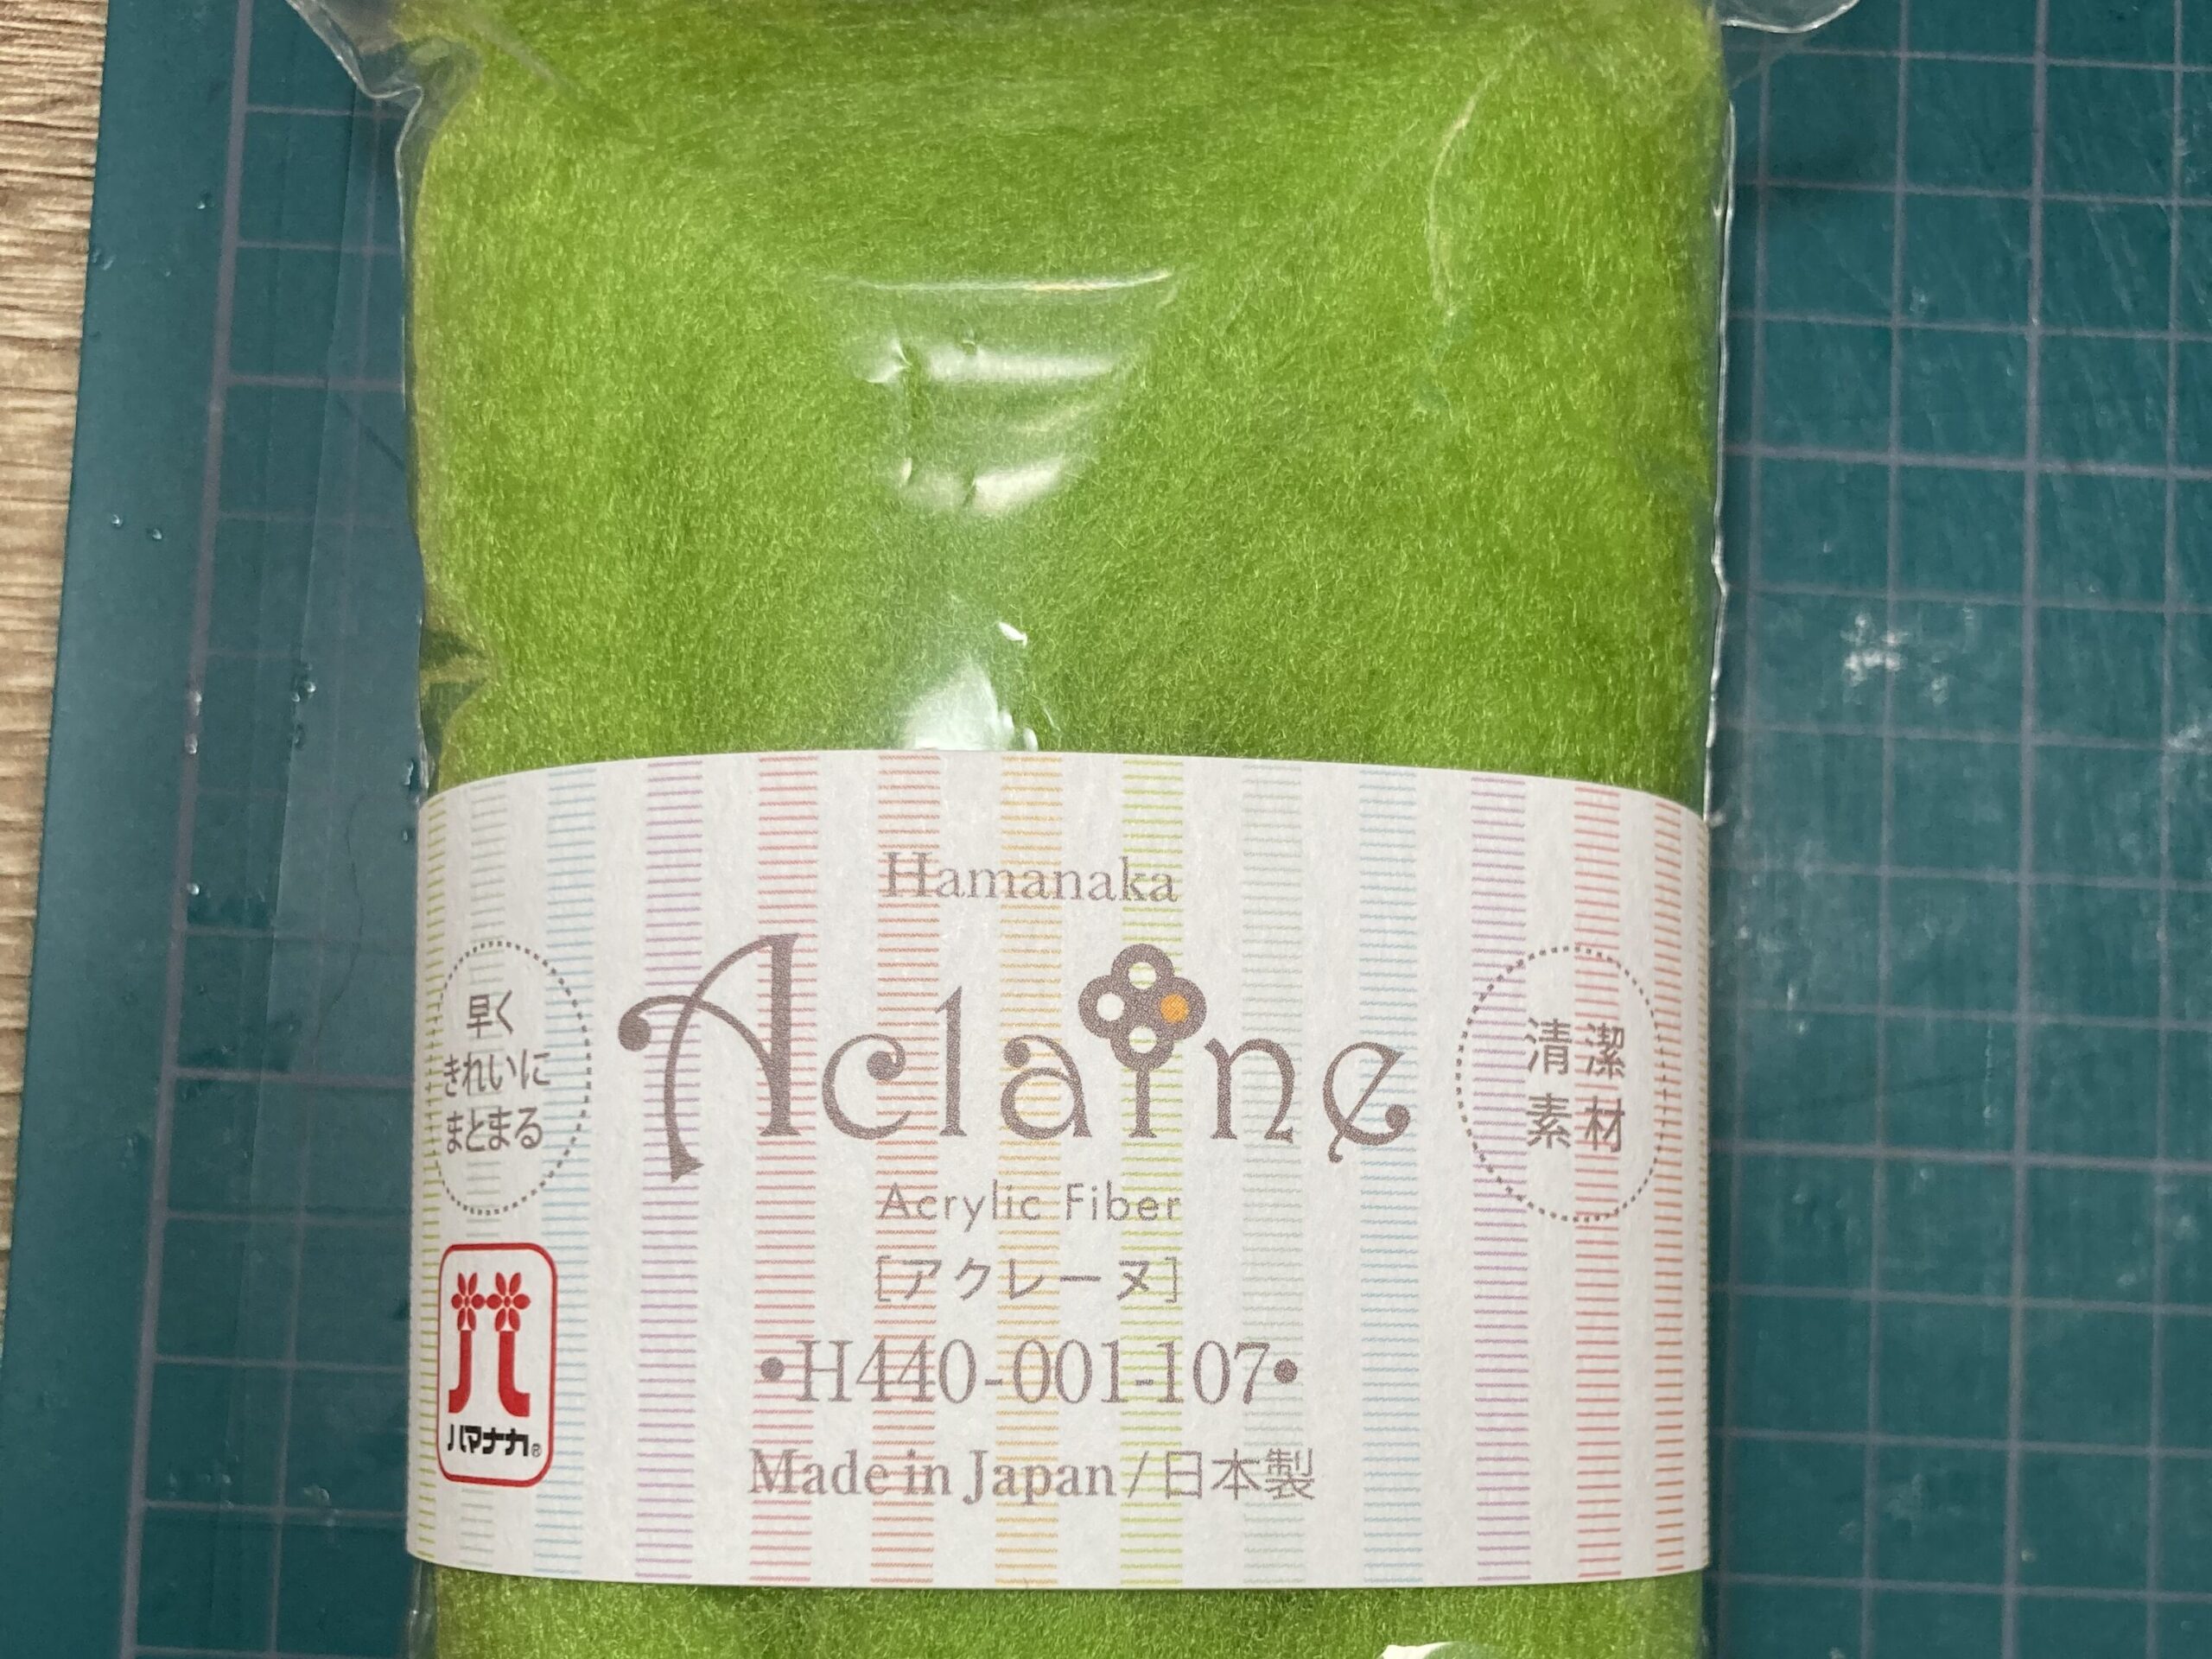 Hamanaka
Aclaine
Acrylic Fiber
[アクレーヌ]
•H440-001-107•
Made in Japan / 日本製
早く
きれいに
まとまる
清潔
素材
ハマナカ®